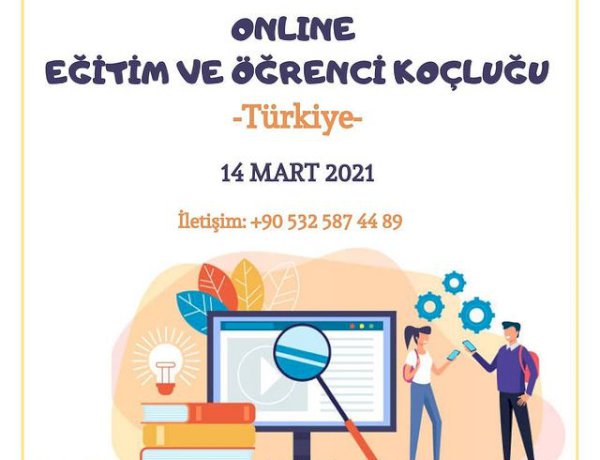 ONLINE
EĞİTİM VE ÖĞRENCİ KOÇLUĞU
-Türkiye-
14 MART 2021
İletişim: +90 532 587 44 89